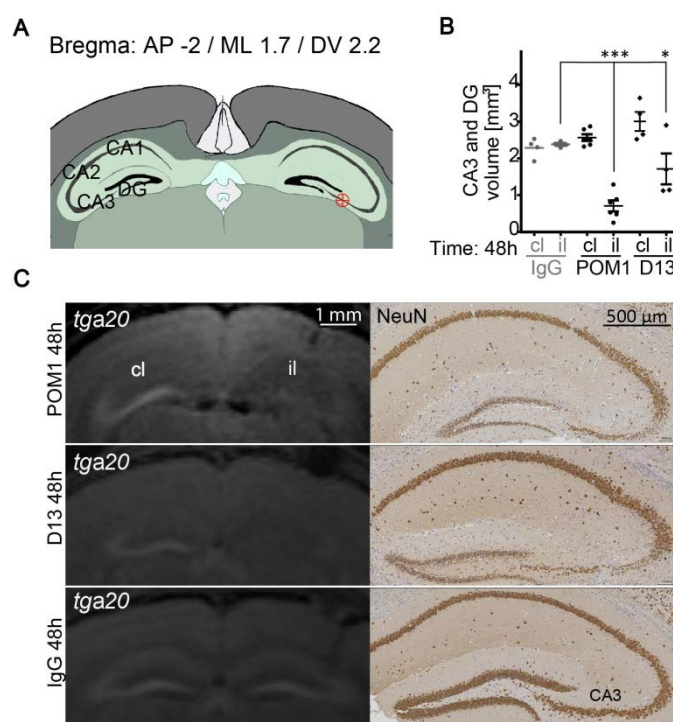 A
Bregma: AP -2 / ML 1.7 / DV 2.2
CA1
CA2
CA3
DG
B
*** *
CA3 and DG
volume [mm³]
4
3
2
1
0
Time: 48h
cl il cl il cl il
IgG POM1 D13
C
POM1 48h
tga20
1 mm
cl il
NeuN
500 µm
D13 48h
tga20
IgG 48h
tga20
CA3